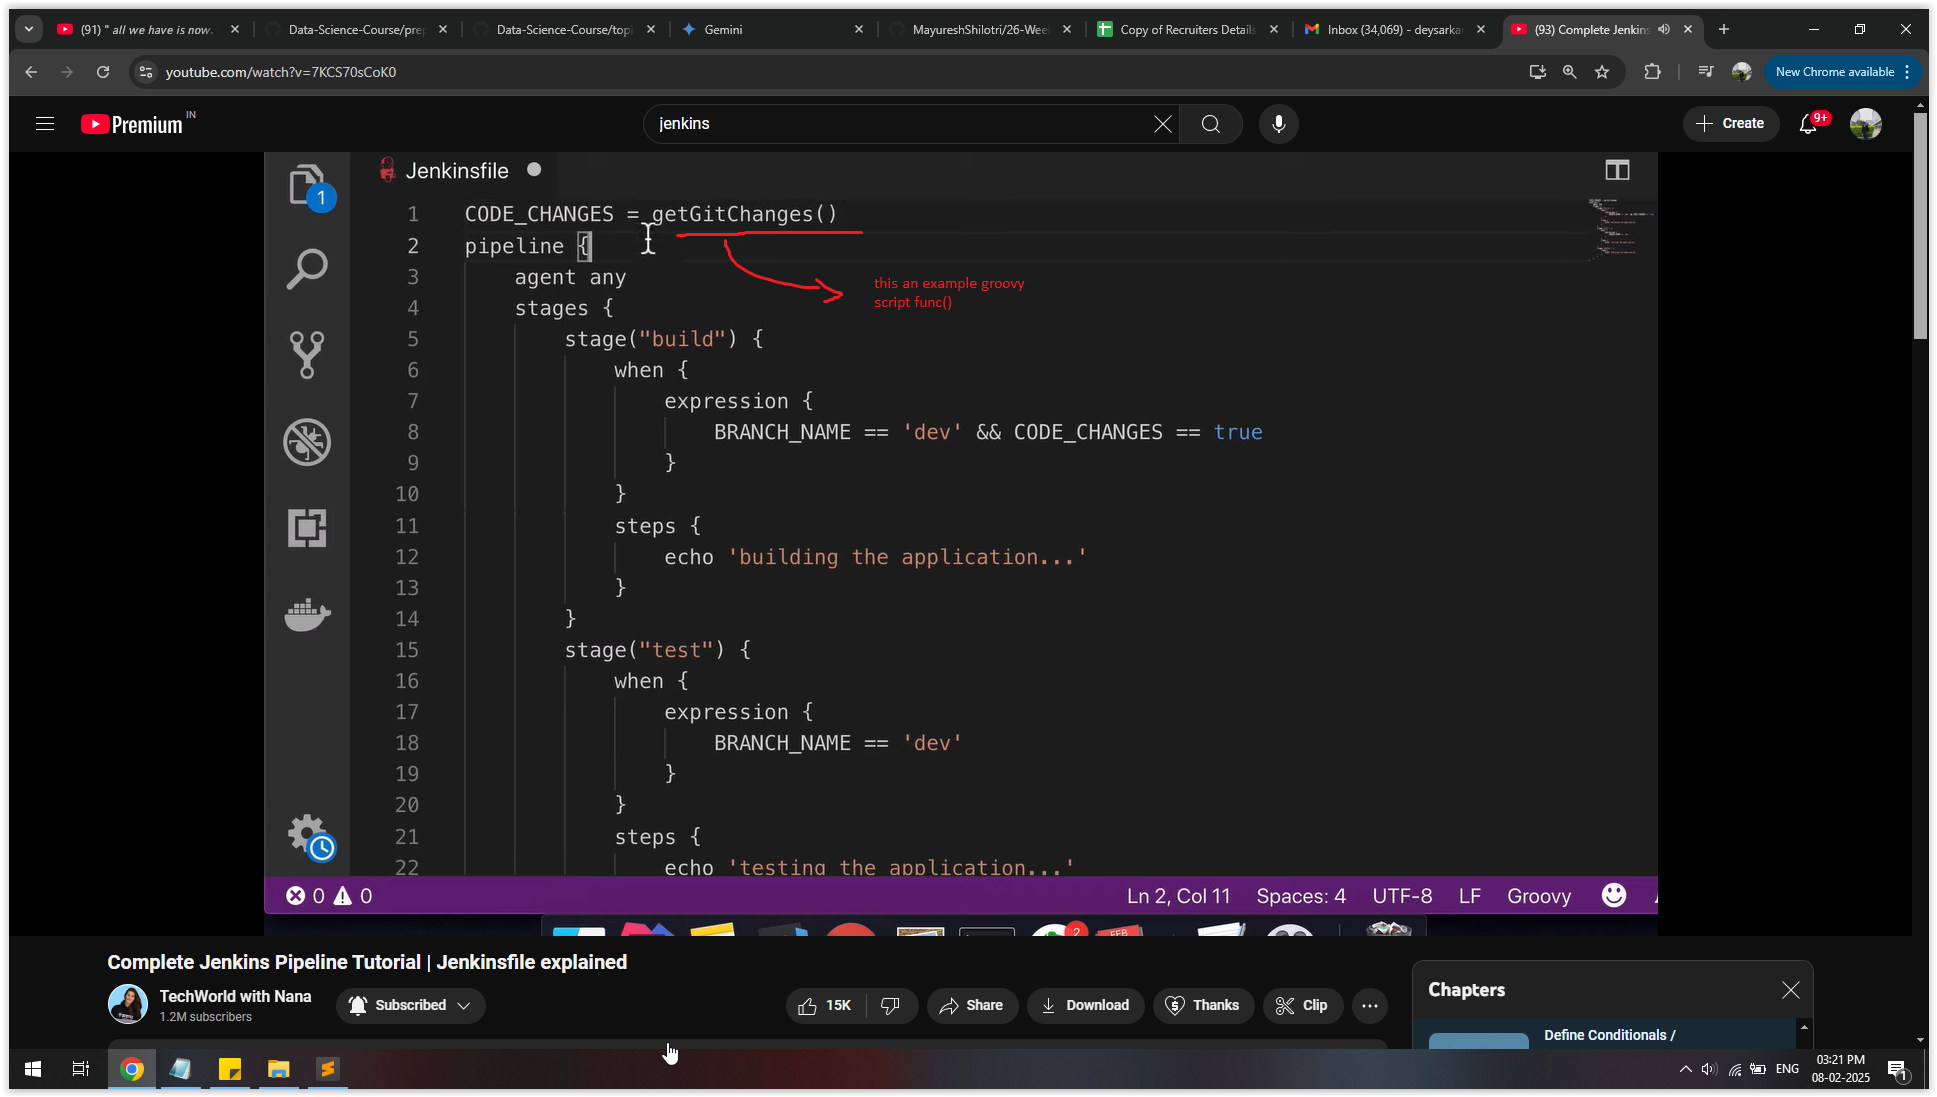 (91) " all we have is now.
Data-Science-Course/prep
Data-Science-Course/topi
Gemini
MayureshShilotri/26-Wee
Copy of Recruiters Details
Inbox (34,069) - deysarka
(93) Complete Jenkins
youtube.com/watch?v=7KCS70sCoK0
New Chrome available
Premium IN
jenkins
Create
9+
Jenkinsfile
1
1 CODE_CHANGES = getGitChanges()
2 pipeline {
3 agent any
this an example groovy
script func()
4 stages {
5 stage("build") {
6 when {
7 expression {
8 BRANCH_NAME == 'dev' && CODE_CHANGES == true
9 }
10 }
11 steps {
12 echo 'building the application...'
13 }
14 }
15 stage("test") {
16 when {
17 expression {
18 BRANCH_NAME == 'dev'
19 }
20 }
21 steps {
22 echo 'testing the application...'
0 0
Ln 2, Col 11 Spaces: 4 UTF-8 LF Groovy
2
FEB
Complete Jenkins Pipeline Tutorial | Jenkinsfile explained
TechWorld with Nana
1.2M subscribers
Subscribed
15K
Share
Download
Thanks
Clip
Chapters
Define Conditionals /
ENG
03:21 PM
08-02-2025
1